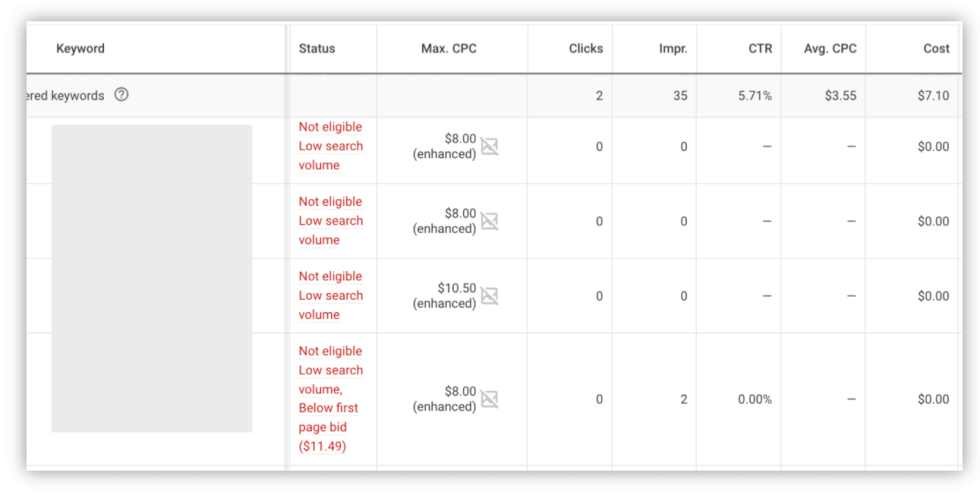 Keyword Status Max. CPC Clicks Impr. CTR Avg. CPC Cost
ered keywords ? 2 35 5.71% $3.55 $7.10
Not eligible
Low search
volume
$8.00
(enhanced)
0 0 — — $0.00
Not eligible
Low search
volume
$8.00
(enhanced)
0 0 — — $0.00
Not eligible
Low search
volume
$10.50
(enhanced)
0 0 — — $0.00
Not eligible
Low search
volume,
Below first
page bid
($11.49)
$8.00
(enhanced)
0 2 0.00% — $0.00